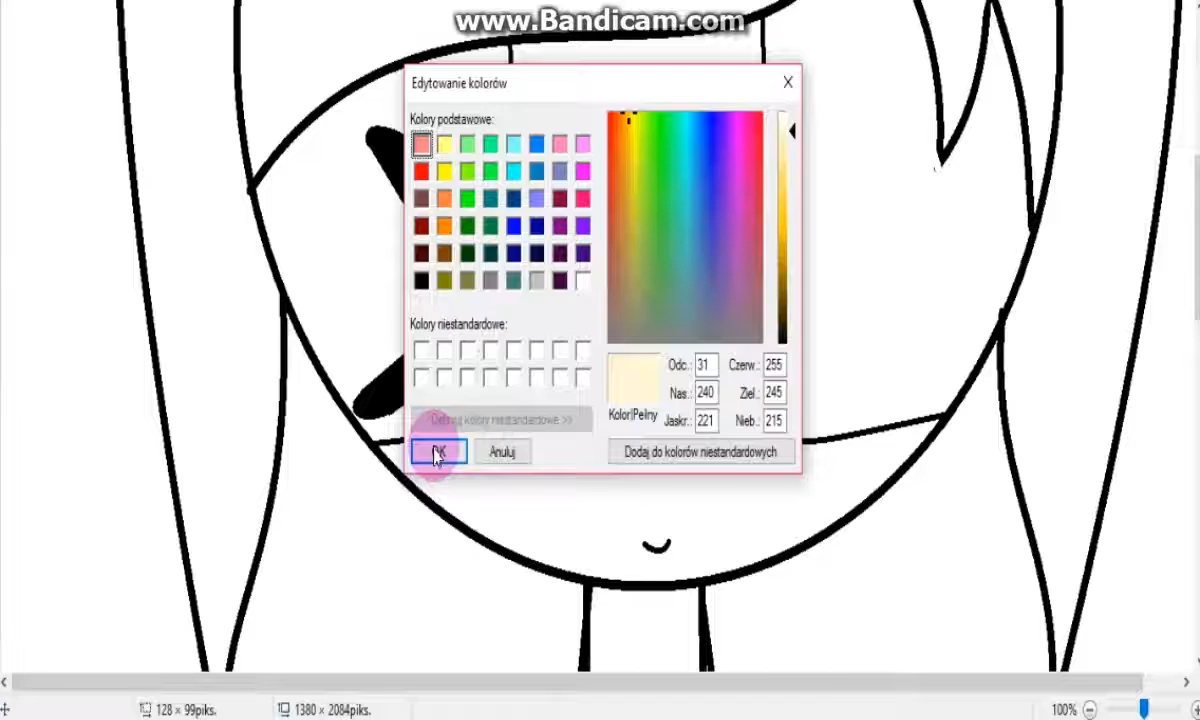 www.Bandicam.com
Edytowanie kolorów
Kolory podstawowe:
Kolory niestandardowe:
Definiuj kolory niestandardowe >>
OK
Anuluj
Kolor|Pełny
Odc.: 31
Czerw.: 255
Nas.: 240
Ziel.: 245
Jaskr.: 221
Nieb.: 215
Dodaj do kolorów niestandardowych
128 × 99piks.
1380 × 2084piks.
100%